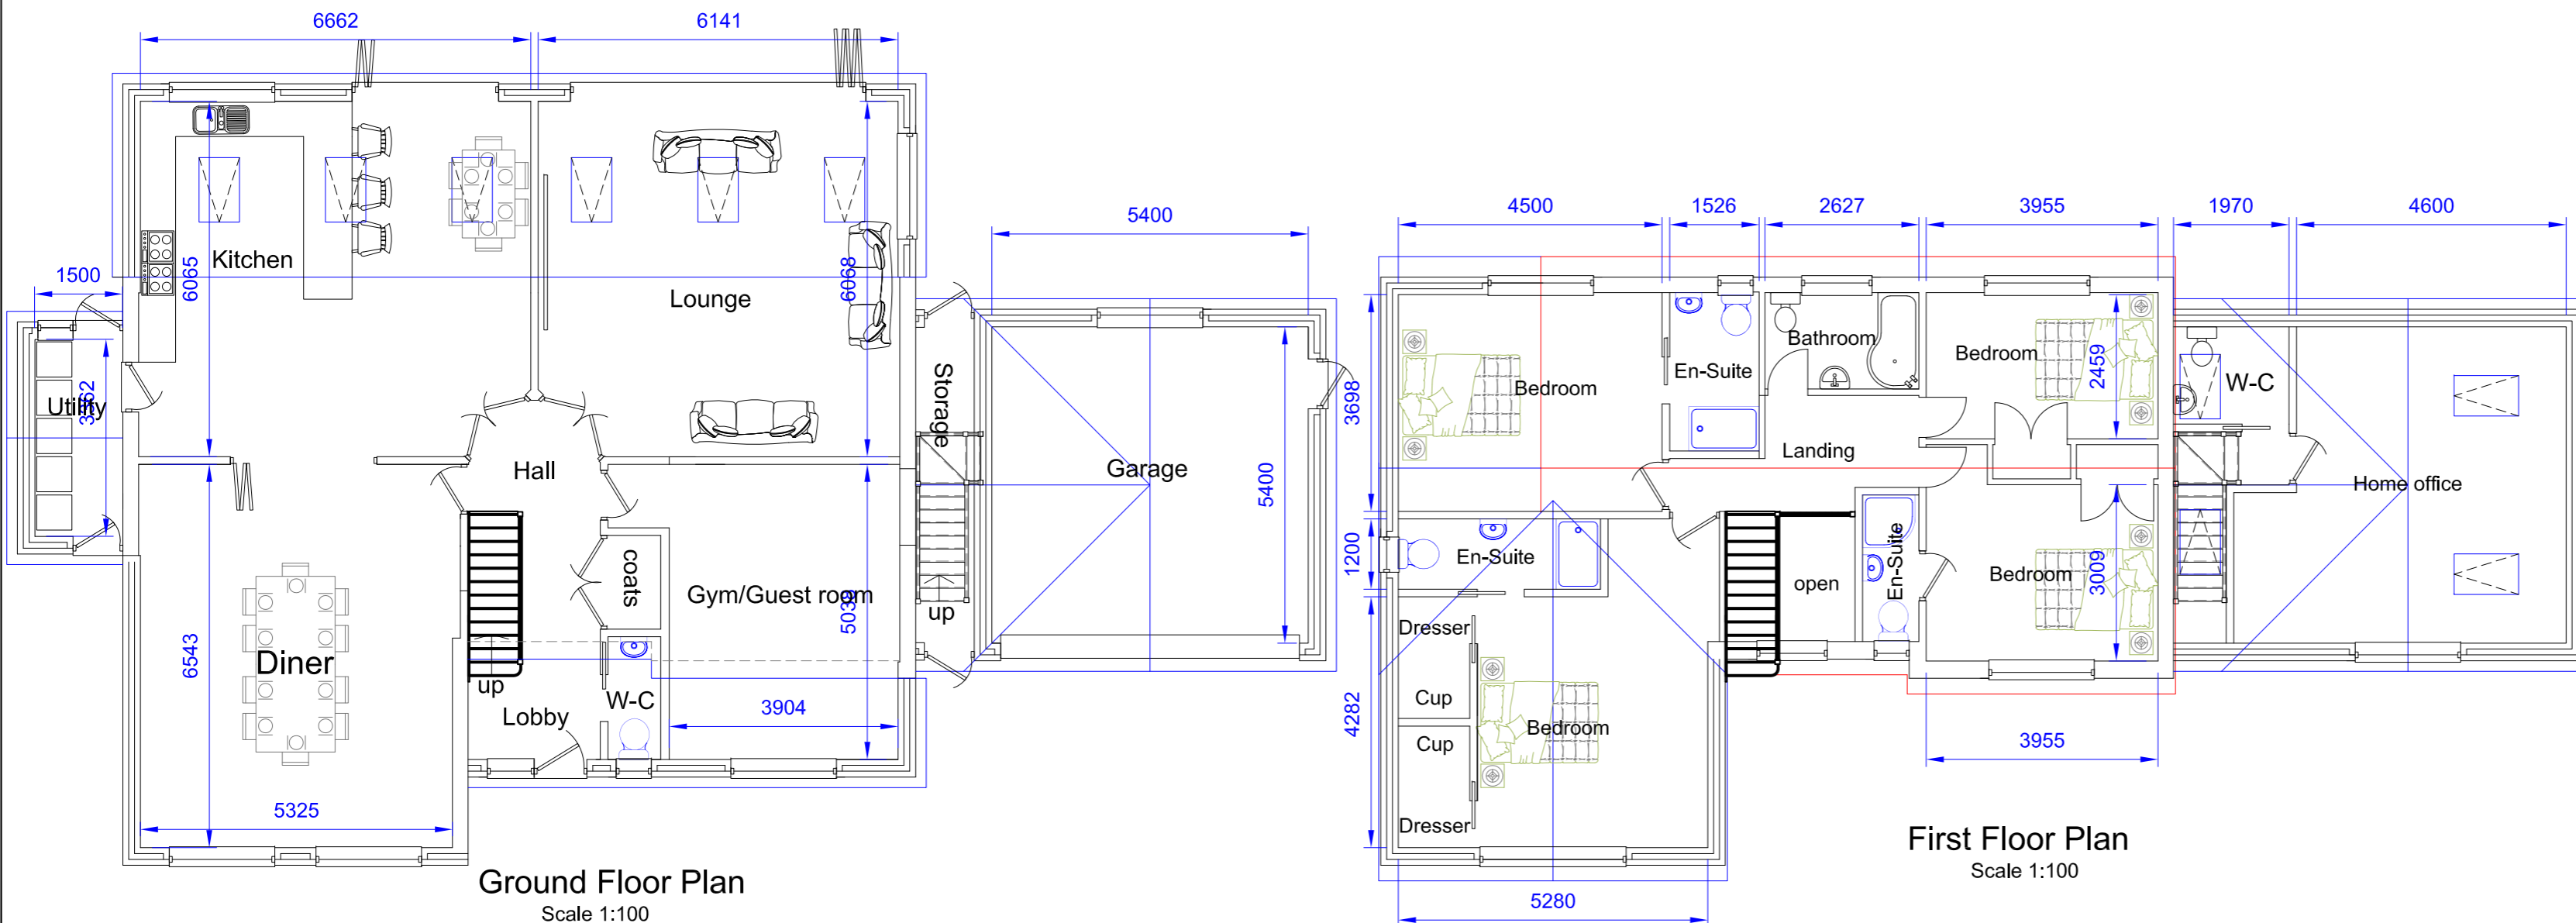 6662
6141
1500
6065
Kitchen
Lounge
6068
5400
Utility
3362
Storage
Hall
Garage
5400
coats
Gym/Guest room
5038
up
6543
Diner
up
W-C
Lobby
3904
5325
Ground Floor Plan
Scale 1:100
4500
1526
2627
3955
1970
4600
Bedroom
3698
En-Suite
Bathroom
Bedroom
2459
W-C
Landing
Home office
1200
En-Suite
open
En-Suite
Bedroom
3009
Dresser
Cup
4282
Bedroom
Cup
Dresser
3955
5280
First Floor Plan
Scale 1:100